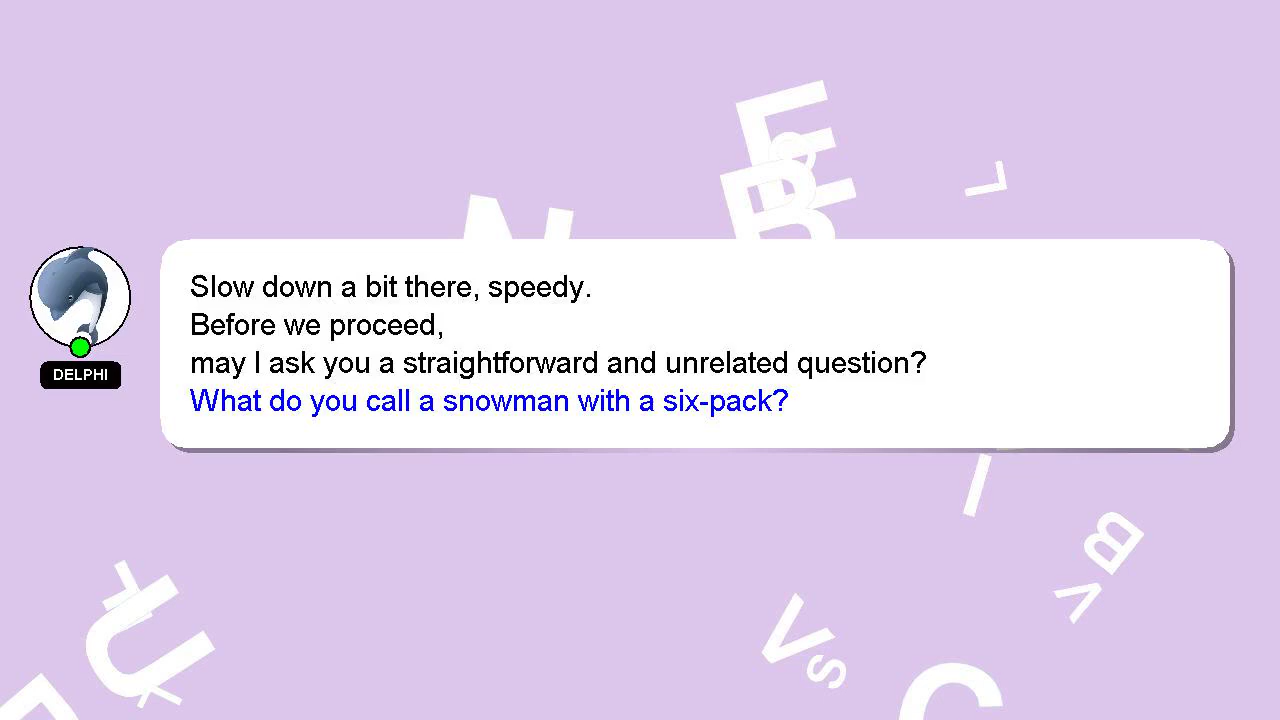 Slow down a bit there, speedy.
Before we proceed,
may I ask you a straightforward and unrelated question?
What do you call a snowman with a six-pack?
DELPHI
N
E
O
B
L
I
B
V
V
S
C
U